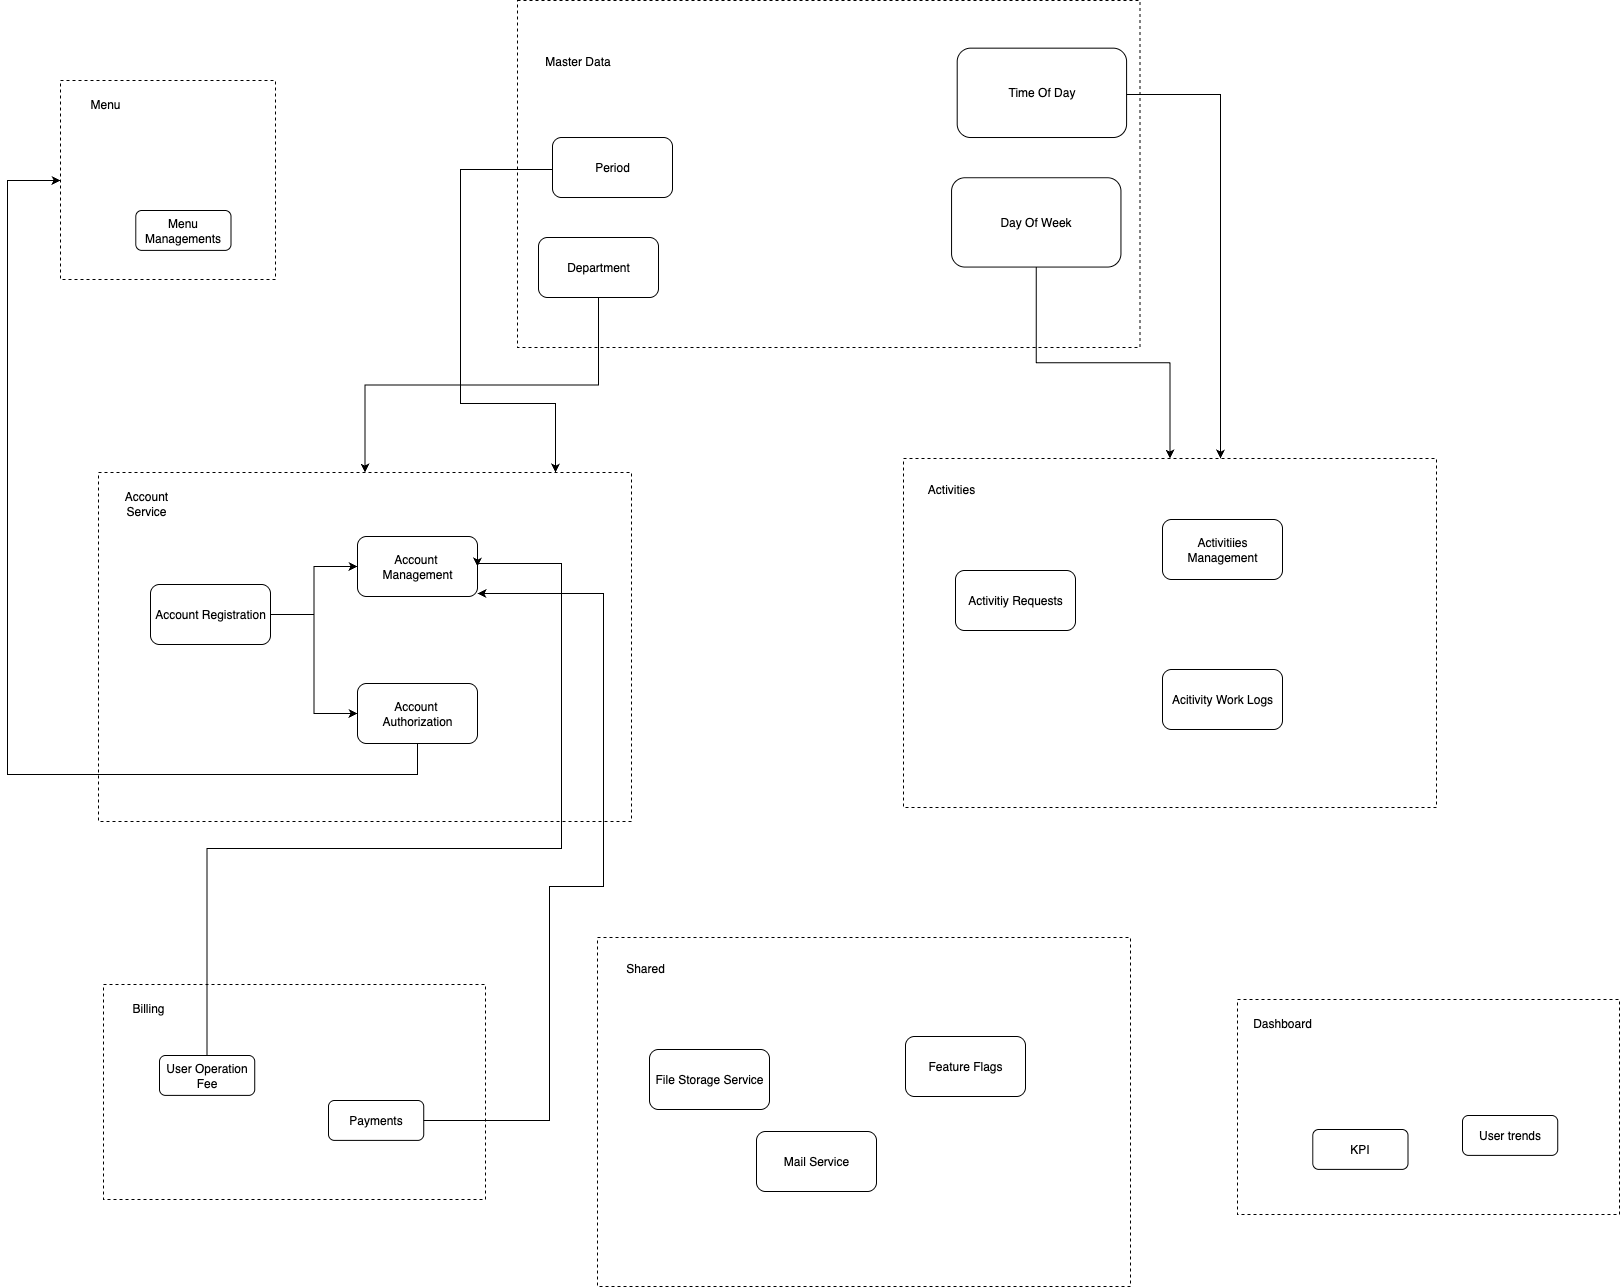 Master Data
Time Of Day
Menu
Period
Day Of Week
Menu
Managements
Department
Account
Service
Activities
Account
Management
Activitiies
Management
Account Registration
Activitiy Requests
Account
Authorization
Acitivity Work Logs
Shared
Billing
Dashboard
User Operation
Fee
File Storage Service
Feature Flags
Payments
Mail Service
KPI
User trends